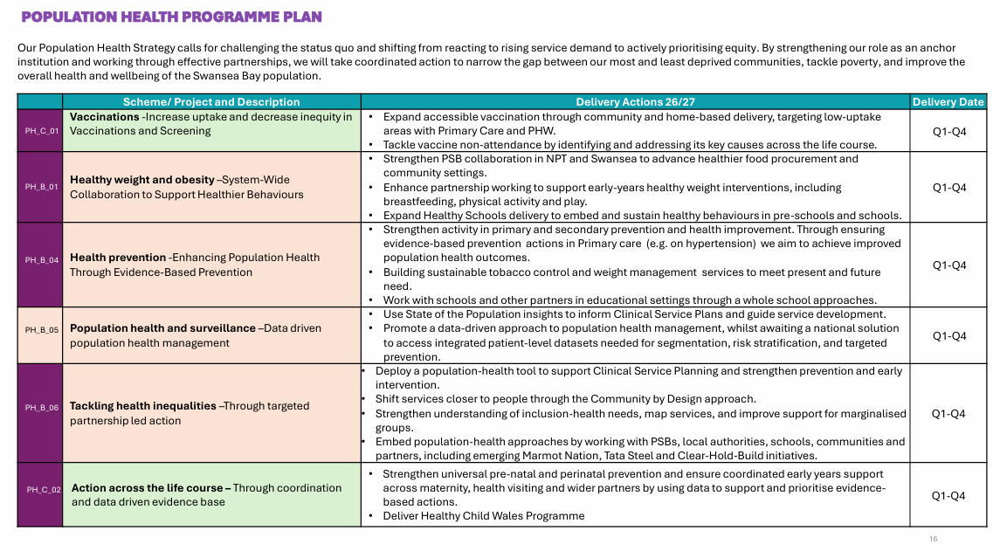 POPULATION HEALTH PROGRAMME PLAN
Our Population Health Strategy calls for challenging the status quo and shifting from reacting to rising service demand to actively prioritising equity. By strengthening our role as an anchor
institution and working through effective partnerships, we will take coordinated action to narrow the gap between our most and least deprived communities, tackle poverty, and improve the
overall health and wellbeing of the Swansea Bay population.
Scheme/ Project and Description
Delivery Actions 26/27
Delivery Date
PH_C_01
Vaccinations -Increase uptake and decrease inequity in
Vaccinations and Screening
• Expand accessible vaccination through community and home-based delivery, targeting low-uptake
areas with Primary Care and PHW.
• Tackle vaccine non-attendance by identifying and addressing its key causes across the life course.
Q1-Q4
PH_B_01
Healthy weight and obesity –System-Wide
Collaboration to Support Healthier Behaviours
• Strengthen PSB collaboration in NPT and Swansea to advance healthier food procurement and
community settings.
• Enhance partnership working to support early-years healthy weight interventions, including
breastfeeding, physical activity and play.
• Expand Healthy Schools delivery to embed and sustain healthy behaviours in pre-schools and schools.
Q1-Q4
PH_B_04
Health prevention -Enhancing Population Health
Through Evidence-Based Prevention
• Strengthen activity in primary and secondary prevention and health improvement. Through ensuring
evidence-based prevention actions in Primary care (e.g. on hypertension) we aim to achieve improved
population health outcomes.
• Building sustainable tobacco control and weight management services to meet present and future
need.
• Work with schools and other partners in educational settings through a whole school approaches.
Q1-Q4
PH_B_05
Population health and surveillance –Data driven
population health management
• Use State of the Population insights to inform Clinical Service Plans and guide service development.
• Promote a data-driven approach to population health management, whilst awaiting a national solution
to access integrated patient-level datasets needed for segmentation, risk stratification, and targeted
prevention.
Q1-Q4
PH_B_06
Tackling health inequalities –Through targeted
partnership led action
• Deploy a population-health tool to support Clinical Service Planning and strengthen prevention and early
intervention.
• Shift services closer to people through the Community by Design approach.
• Strengthen understanding of inclusion-health needs, map services, and improve support for marginalised
groups.
• Embed population-health approaches by working with PSBs, local authorities, schools, communities and
partners, including emerging Marmot Nation, Tata Steel and Clear-Hold-Build initiatives.
Q1-Q4
PH_C_02
Action across the life course – Through coordination
and data driven evidence base
• Strengthen universal pre-natal and perinatal prevention and ensure coordinated early years support
across maternity, health visiting and wider partners by using data to support and prioritise evidence-
based actions.
• Deliver Healthy Child Wales Programme
Q1-Q4
16